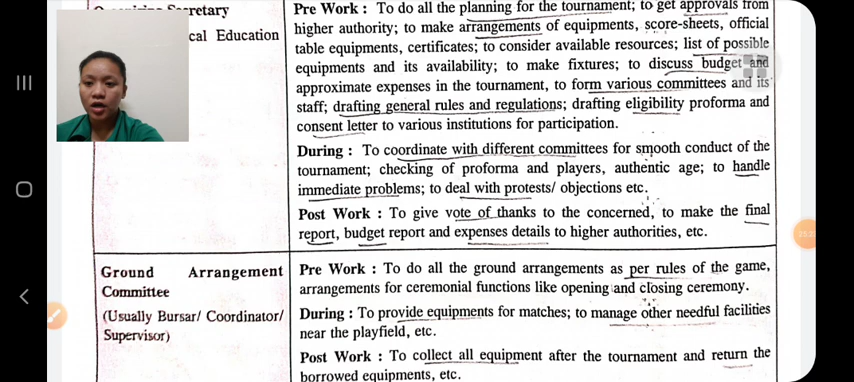 Secretary
cal Education
Pre Work : To do all the planning for the tournament; to get approvals from
higher authority; to make arrangements of equipments, score-sheets, official
table equipments, certificates; to consider available resources; list of possible
equipments and its availability; to make fixtures; to discuss budget and
approximate expenses in the tournament, to form various committees and its
staff; drafting general rules and regulations; drafting eligibility proforma and
consent letter to various institutions for participation.
During : To coordinate with different committees for smooth conduct of the
tournament; checking of proforma and players, authentic age; to handle
immediate problems; to deal with protests/ objections etc.
Post Work : To give vote of thanks to the concerned, to make the final
report, budget report and expenses details to higher authorities, etc.
Ground Arrangement
Committee
(Usually Bursar/ Coordinator/
Supervisor)
Pre Work : To do all the ground arrangements as per rules of the game,
arrangements for ceremonial functions like opening and closing ceremony.
During : To provide equipments for matches; to manage other needful facilities
near the playfield, etc.
Post Work : To collect all equipment after the tournament and return the
borrowed equipments, etc.